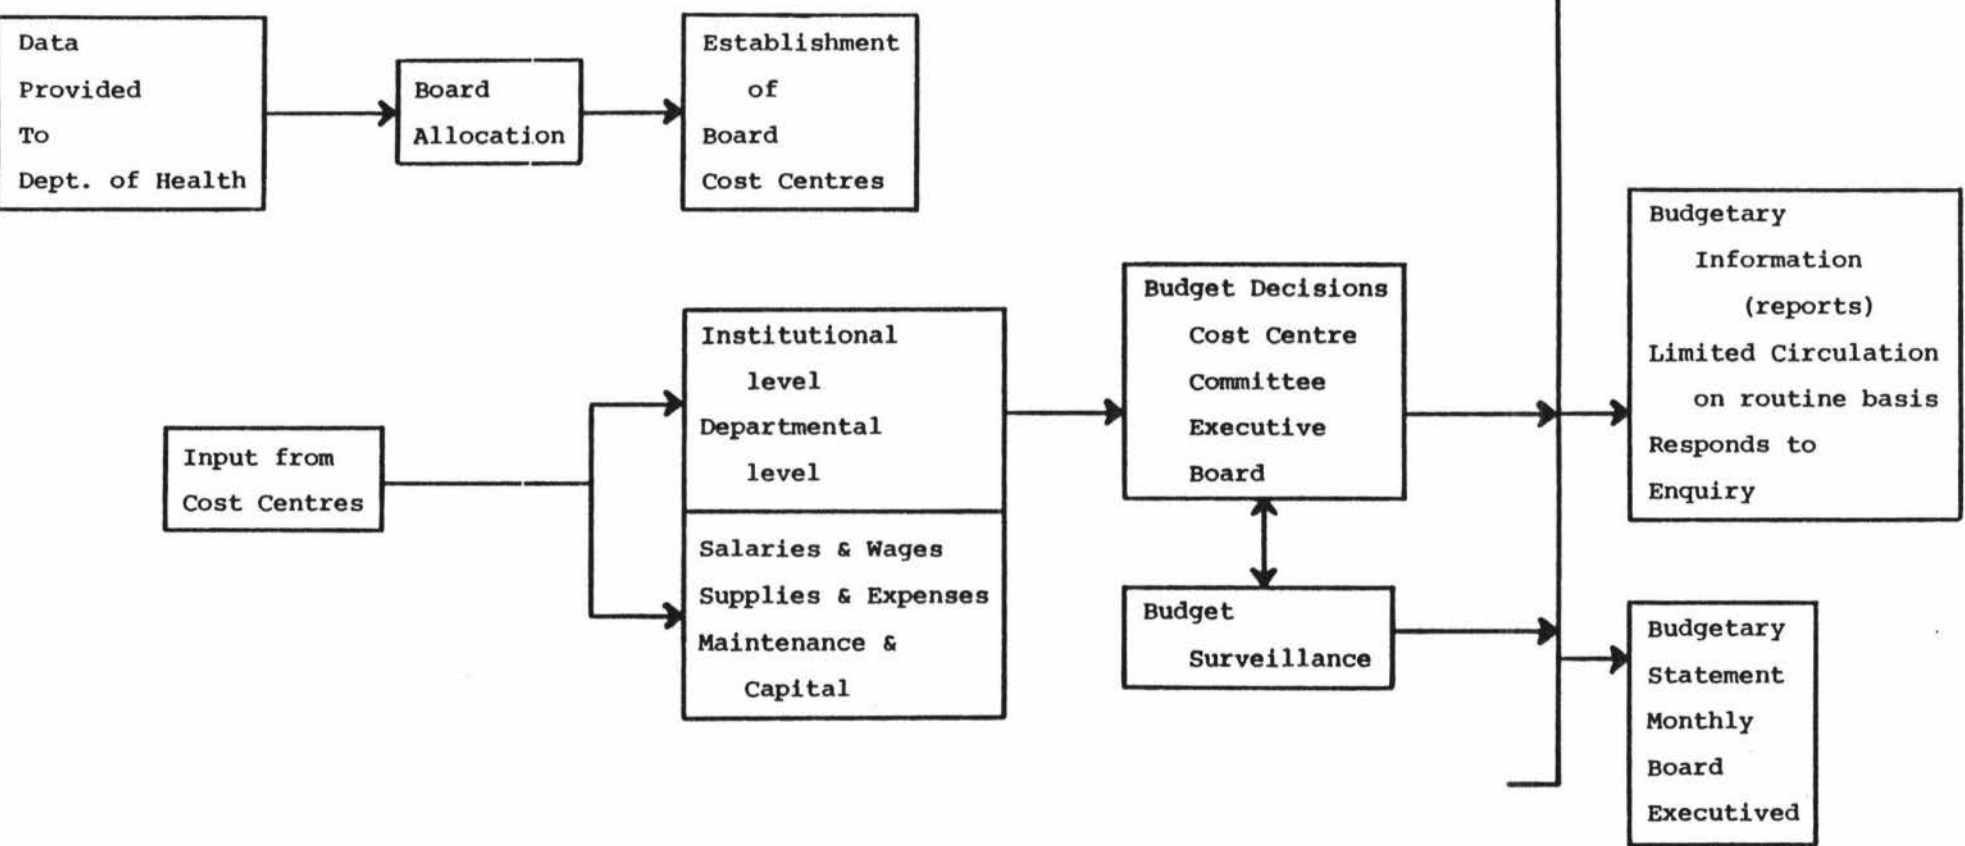 Data
Provided
To
Dept. of Health
Board
Allocation
Establishment
of
Board
Cost Centres
Input from
Cost Centres
Institutional
level
Departmental
level
Salaries & Wages
Supplies & Expenses
Maintenance &
Capital
Budget Decisions
Cost Centre
Committee
Executive
Board
Budget
Surveillance
Budgetary
Information
(reports)
Limited Circulation
on routine basis
Responds to
Enquiry
Budgetary
Statement
Monthly
Board
Executived